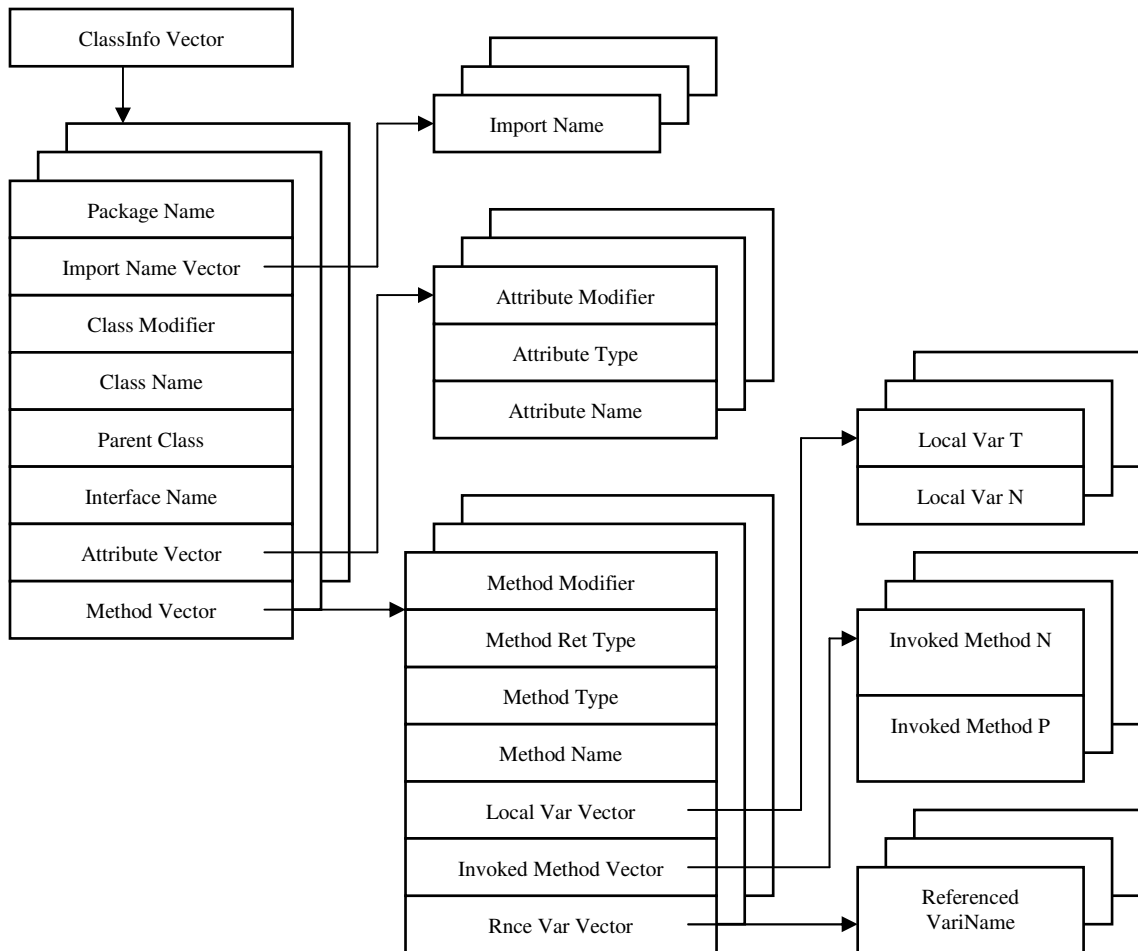 ClassInfo Vector
Import Name
Package Name
Import Name Vector
Class Modifier
Class Name
Parent Class
Interface Name
Attribute Vector
Method Vector
Attribute Modifier
Attribute Type
Attribute Name
Method Modifier
Method Ret Type
Method Type
Method Name
Local Var Vector
Invoked Method Vector
Rnce Var Vector
Local Var T
Local Var N
Invoked Method N
Invoked Method P
Referenced
VariName